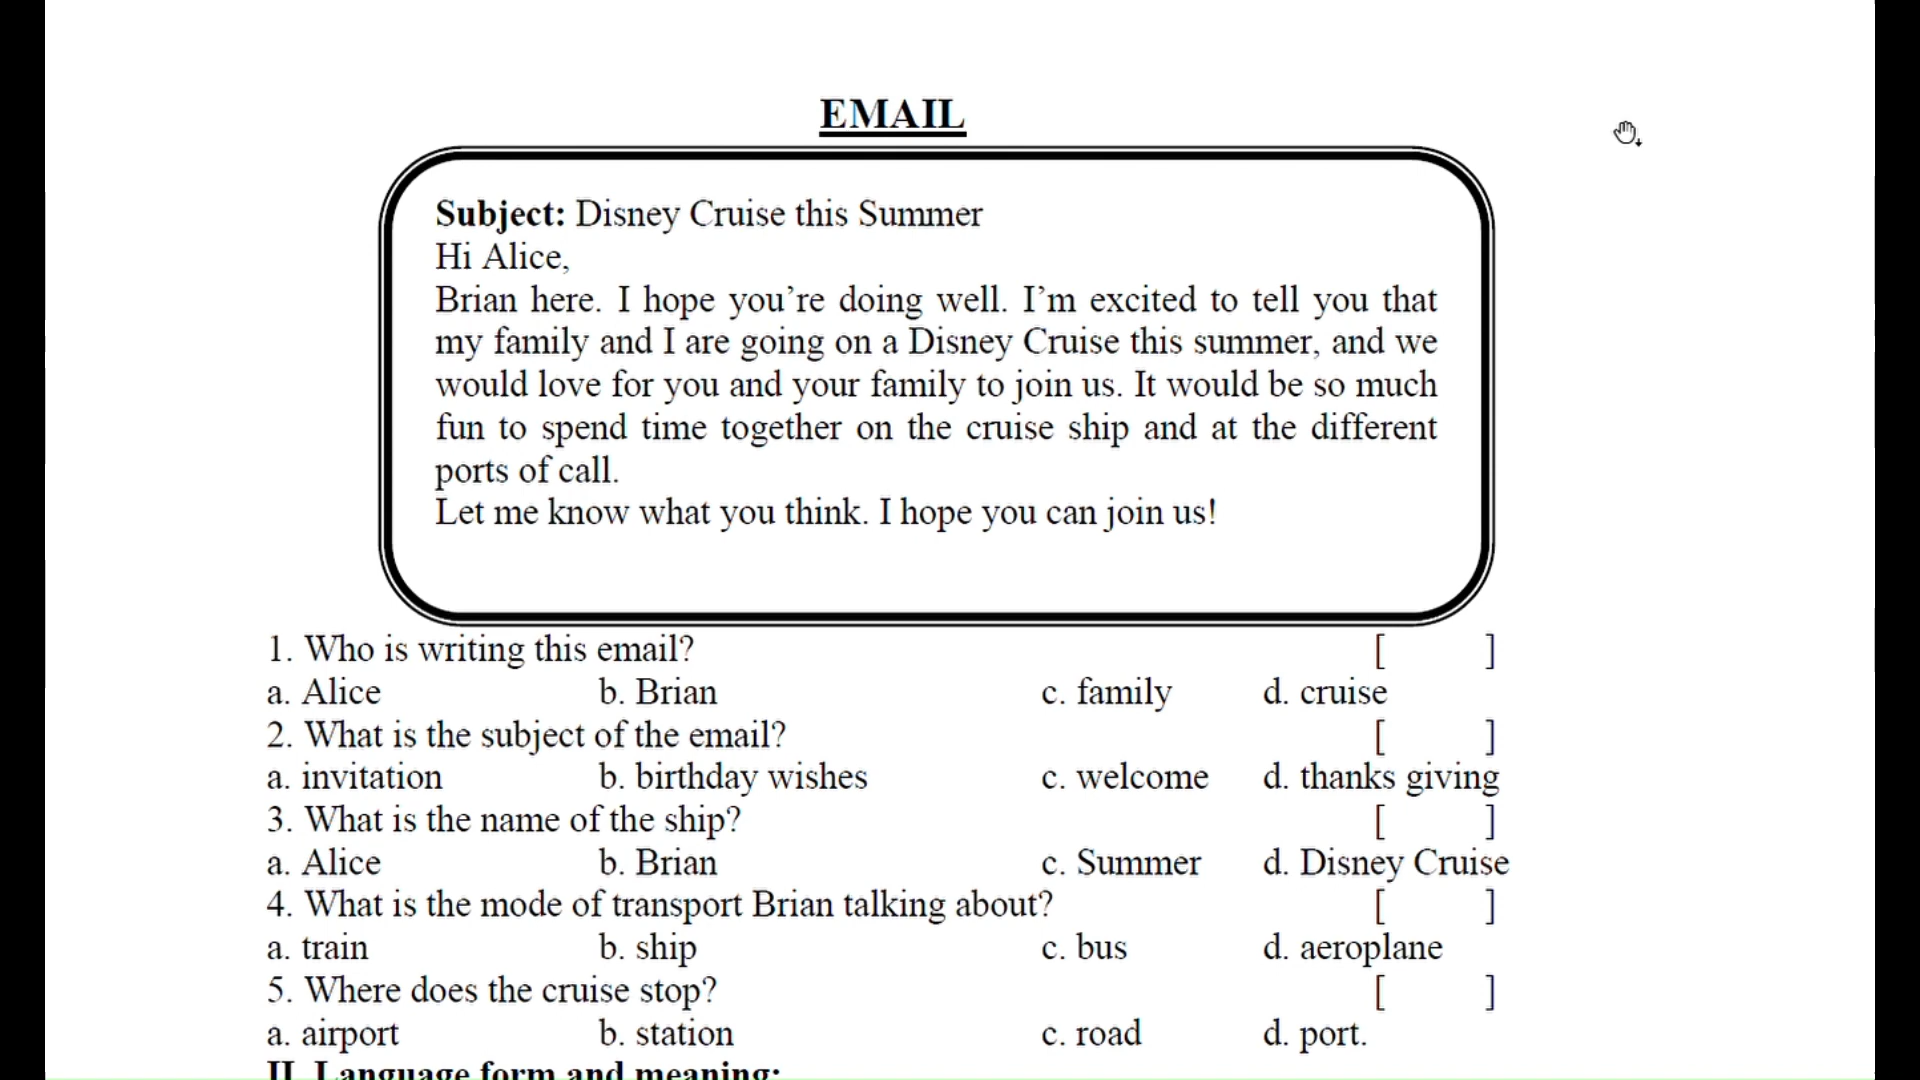 EMAIL
Subject: Disney Cruise this Summer
Hi Alice,
Brian here. I hope you’re doing well. I’m excited to tell you that
my family and I are going on a Disney Cruise this summer, and we
would love for you and your family to join us. It would be so much
fun to spend time together on the cruise ship and at the different
ports of call.
Let me know what you think. I hope you can join us!
1. Who is writing this email? [ ]
a. Alice b. Brian c. family d. cruise
2. What is the subject of the email? [ ]
a. invitation b. birthday wishes c. welcome d. thanks giving
3. What is the name of the ship? [ ]
a. Alice b. Brian c. Summer d. Disney Cruise
4. What is the mode of transport Brian talking about? [ ]
a. train b. ship c. bus d. aeroplane
5. Where does the cruise stop? [ ]
a. airport b. station c. road d. port.
II. Language form and meaning: